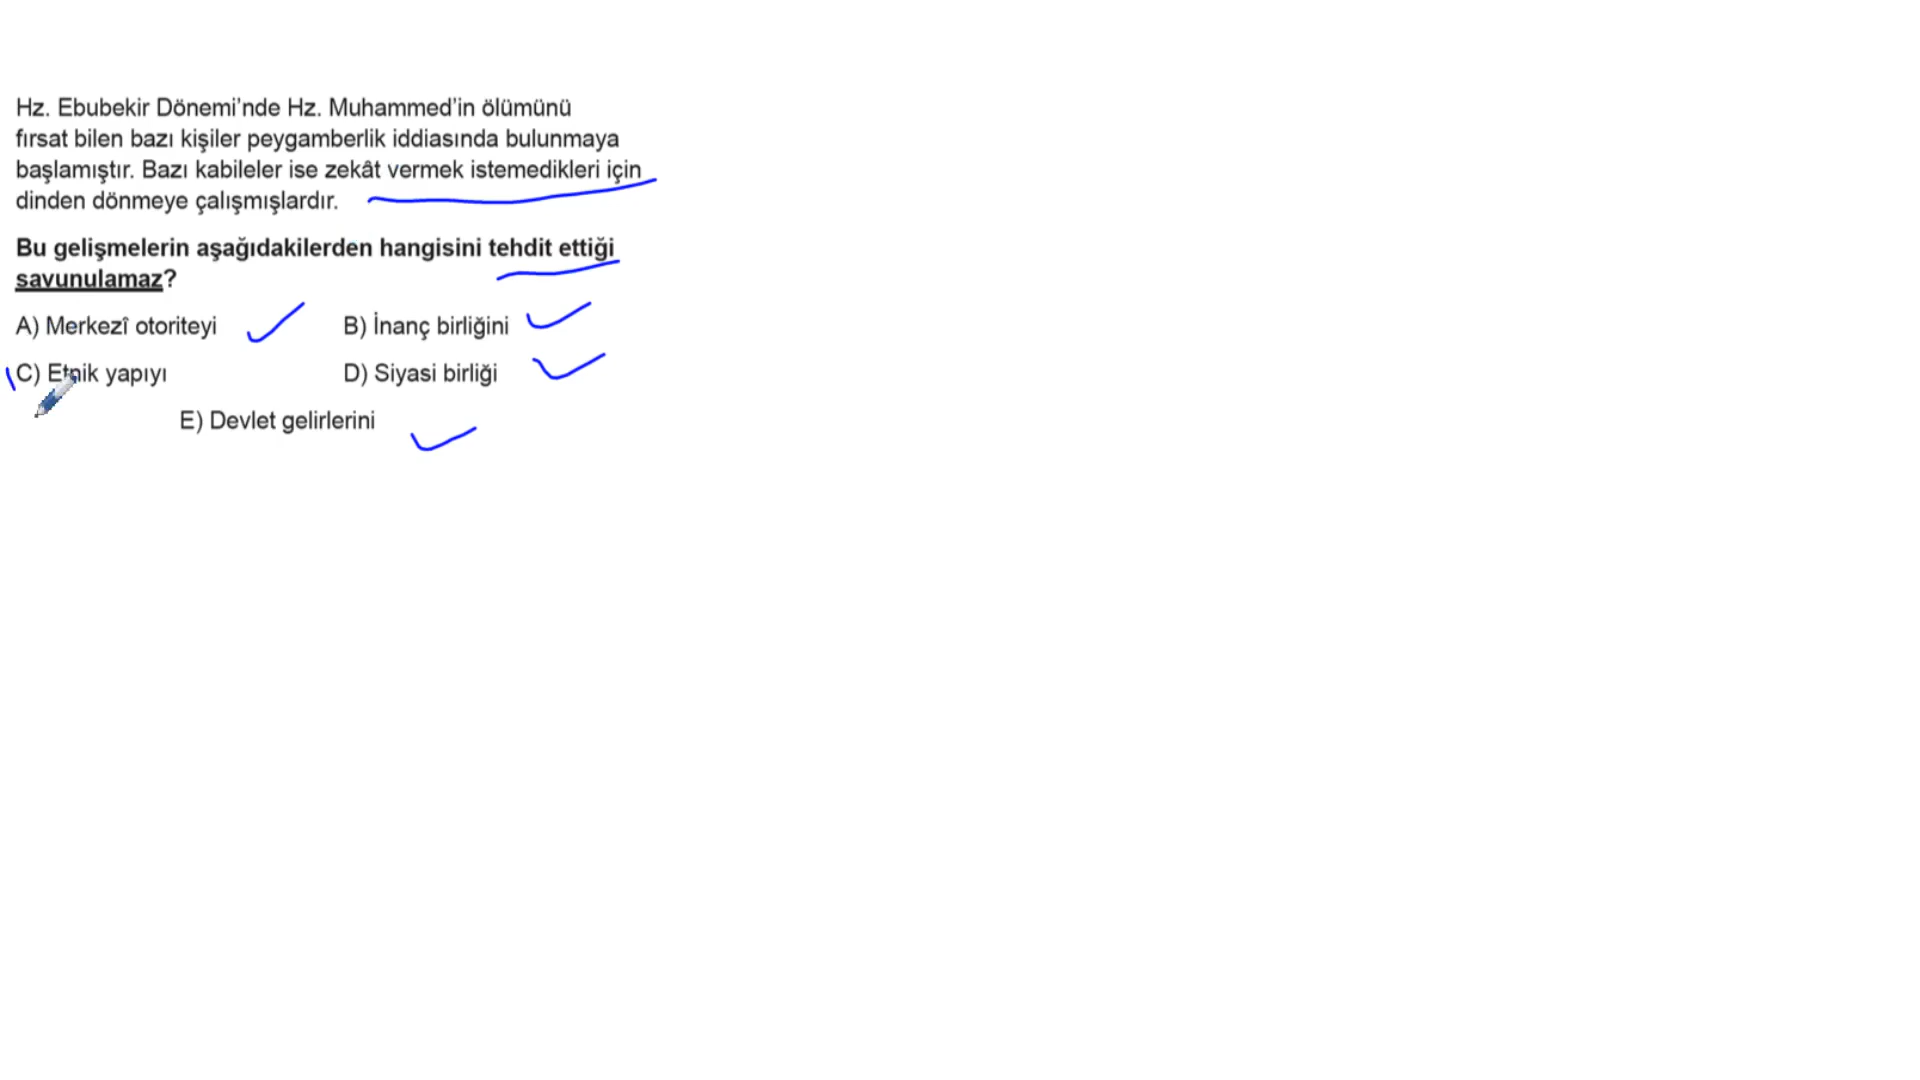 Hz. Ebubekir Dönemi’nde Hz. Muhammed’in ölümünü
fırsat bilen bazı kişiler peygamberlik iddiasında bulunmaya
başlamıştır. Bazı kabileler ise zekât vermek istemedikleri için
dinden dönmeye çalışmışlardır.
Bu gelişmelerin aşağıdakilerden hangisini tehdit ettiği
savunulamaz?
A) Merkezî otoriteyi B) İnanç birliğini
C) Etnik yapıyı D) Siyasi birliği
E) Devlet gelirlerini